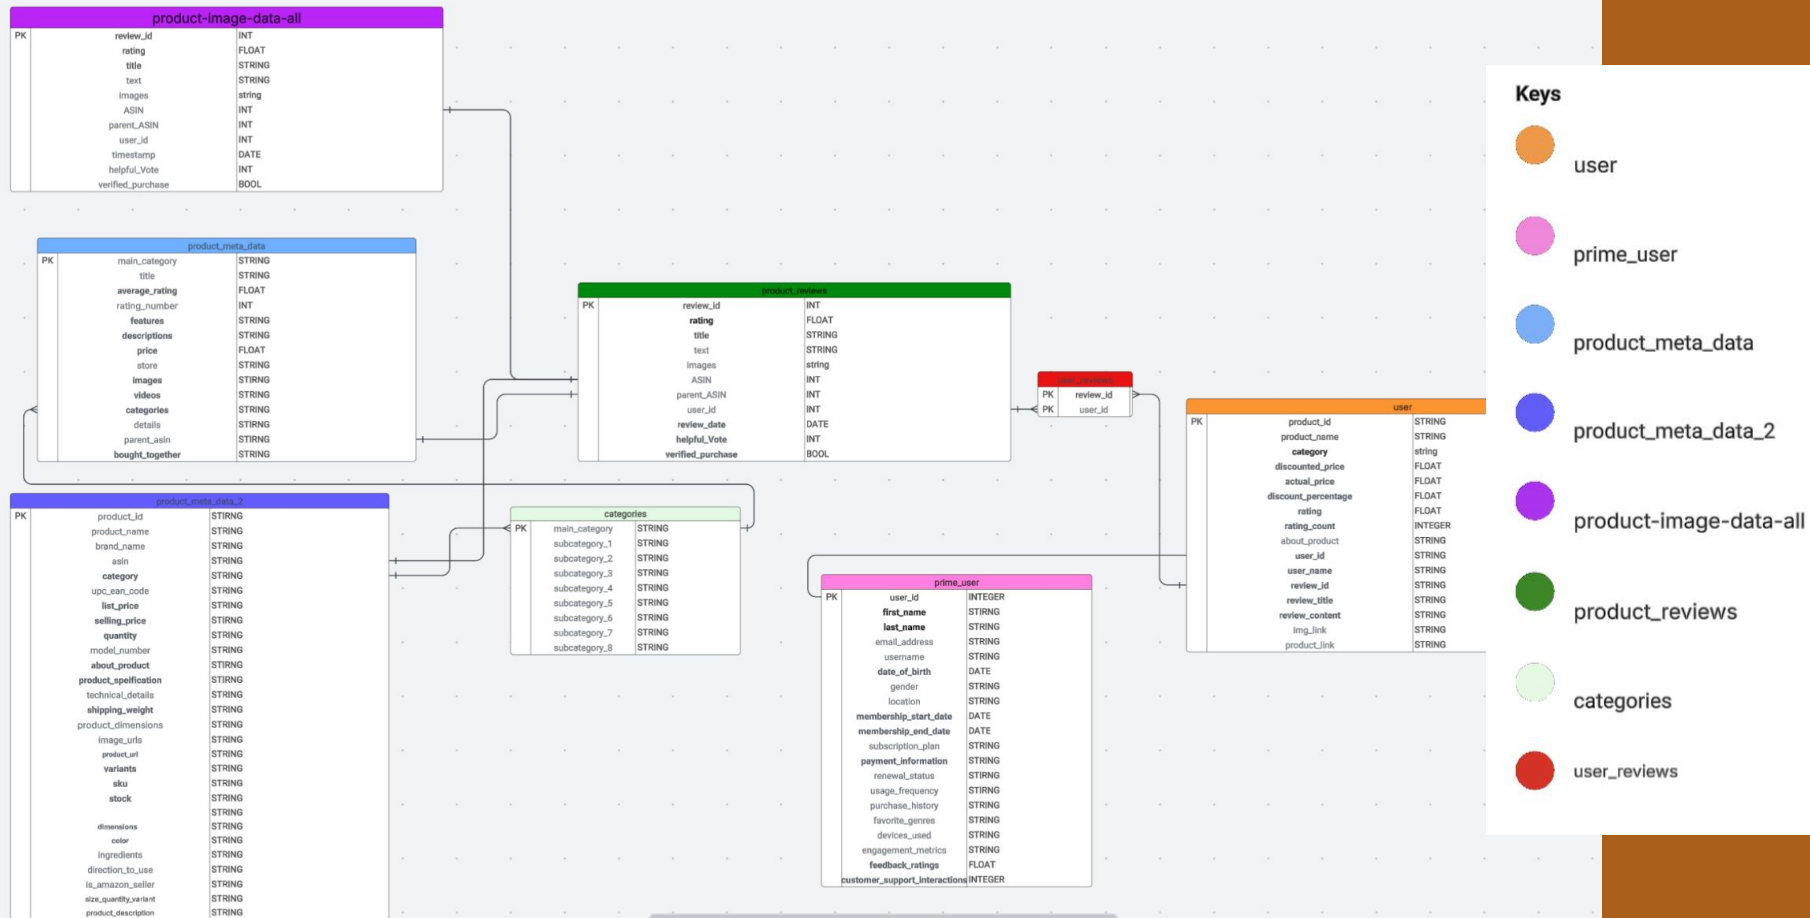 product-image-data-all
PK review_id INT
rating FLOAT
title STRING
text STRING
images string
ASIN INT
parent_ASIN INT
user_id INT
timestamp DATE
helpful_Vote INT
verified_purchase BOOL
product_meta_data
PK main_category STRING
title STRING
average_rating FLOAT
rating_number INT
features STRING
descriptions STRING
price FLOAT
store STRING
images STIRNG
videos STRING
categories STRING
details STIRNG
parent_asin STIRNG
bought_together STRING
product_meta_data_2
PK product_id STIRNG
product_name STRING
brand_name STRING
asin STRING
category STRING
upc_ean_code STRING
list_price STRING
selling_price STIRNG
quantity STRING
model_number STRING
about_product STIRNG
product_speification STIRNG
technical_details STRING
shipping_weight STRING
product_dimensions STRING
image_urls STRING
product_url STRING
variants STRING
sku STRING
stock STRING
STRING
dimensions STRING
color STRING
ingredients STRING
direction_to_use STRING
is_amazon_seller STRING
size_quantity_variant STRING
product_description STRING
product_reviews
PK review_id INT
rating FLOAT
title STRING
text STRING
images string
ASIN INT
parent_ASIN INT
user_id INT
review_date DATE
helpful_Vote INT
verified_purchase BOOL
categories
PK main_category STRING
subcategory_1 STRING
subcategory_2 STRING
subcategory_3 STRING
subcategory_4 STRING
subcategory_5 STRING
subcategory_6 STRING
subcategory_7 STRING
subcategory_8 STRING
user_reviews
PK review_id
PK user_id
prime_user
PK user_id INTEGER
first_name STIRNG
last_name STRING
email_address STRING
username STRING
date_of_birth DATE
gender STRING
location STRING
membership_start_date DATE
membership_end_date DATE
subscription_plan STRING
payment_information STRING
renewal_status STIRNG
usage_frequency STIRNG
purchase_history STRING
favorite_genres STRING
devices_used STRING
engagement_metrics STRING
feedback_ratings FLOAT
customer_support_interactions INTEGER
user
PK product_id STRING
product_name STRING
category string
discounted_price FLOAT
actual_price FLOAT
discount_percentage FLOAT
rating FLOAT
rating_count INTEGER
about_product STRING
user_id STRING
user_name STRING
review_id STRING
review_title STRING
review_content STRING
img_link STRING
product_link STRING
Keys
user
prime_user
product_meta_data
product_meta_data_2
product-image-data-all
product_reviews
categories
user_reviews